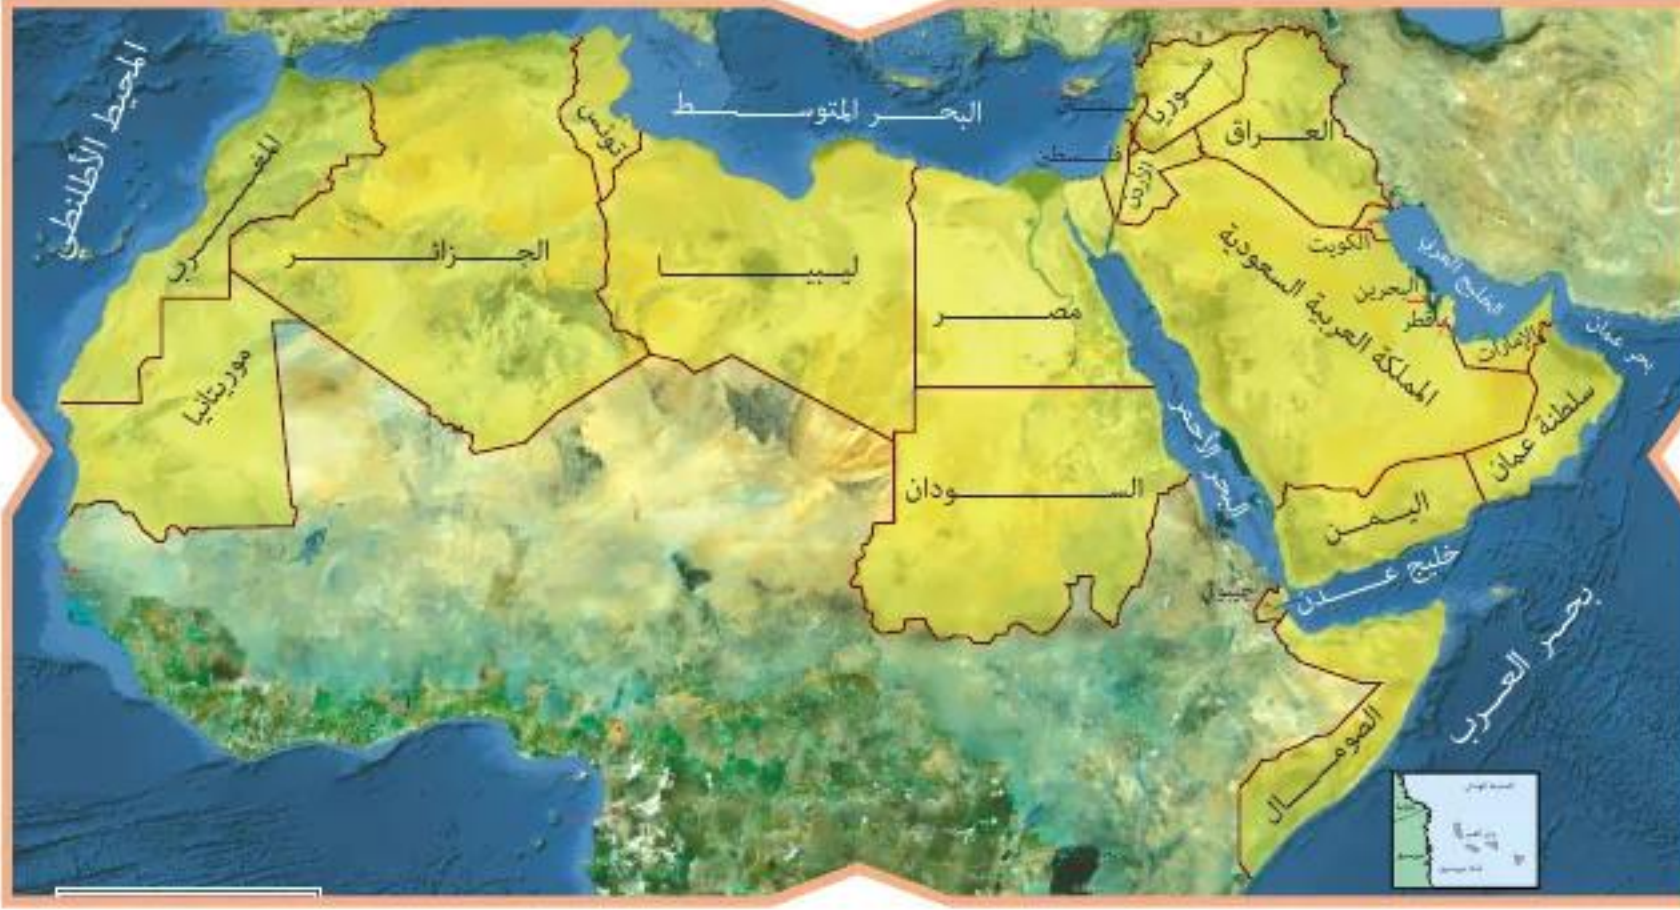 المحيط الأطلنطي
البحر المتوسط
سوريا
العراق
فلسطين
الأردن
تونس
المغرب
الجزائر
ليبيا
مصر
الكويت
المملكة العربية السعودية
البحرين
قطر
الخليج العربي
الإمارات
بحر عمان
سلطنة عمان
موريتانيا
البحر الأحمر
السودان
اليمن
خليج عدن
جيبوتي
بحر العرب
الصومال